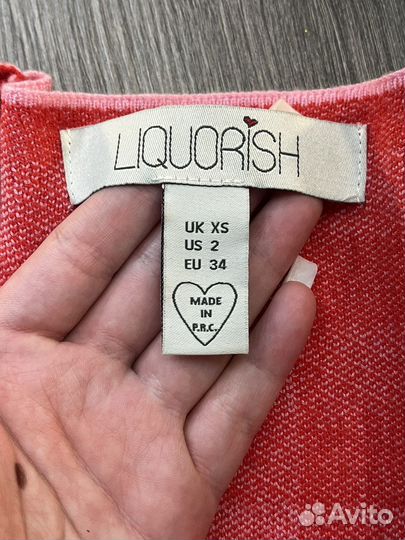 LIQUORiSH
UK XS
US 2
EU 34
MADE
IN
P.R.C.
Avito